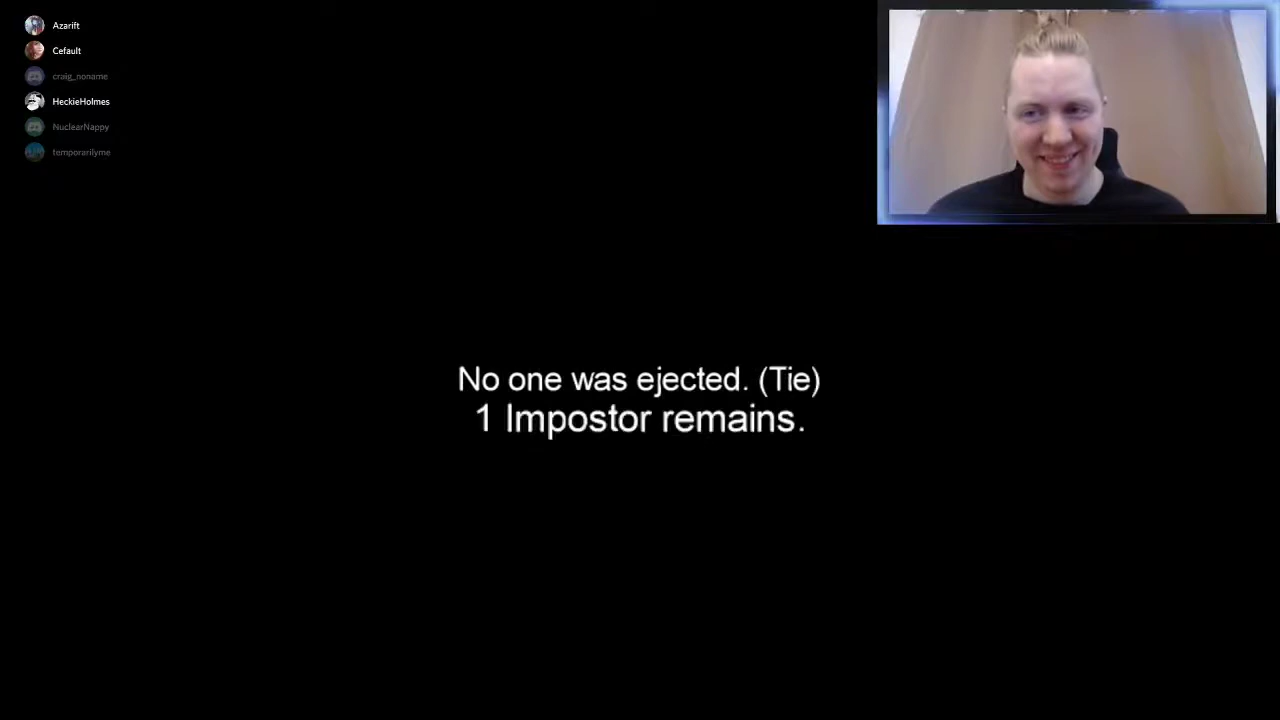 Azarift
Cefault
craig_noname
HeckieHolmes
NuclearNappy
temporarilyme
No one was ejected. (Tie)
1 Impostor remains.